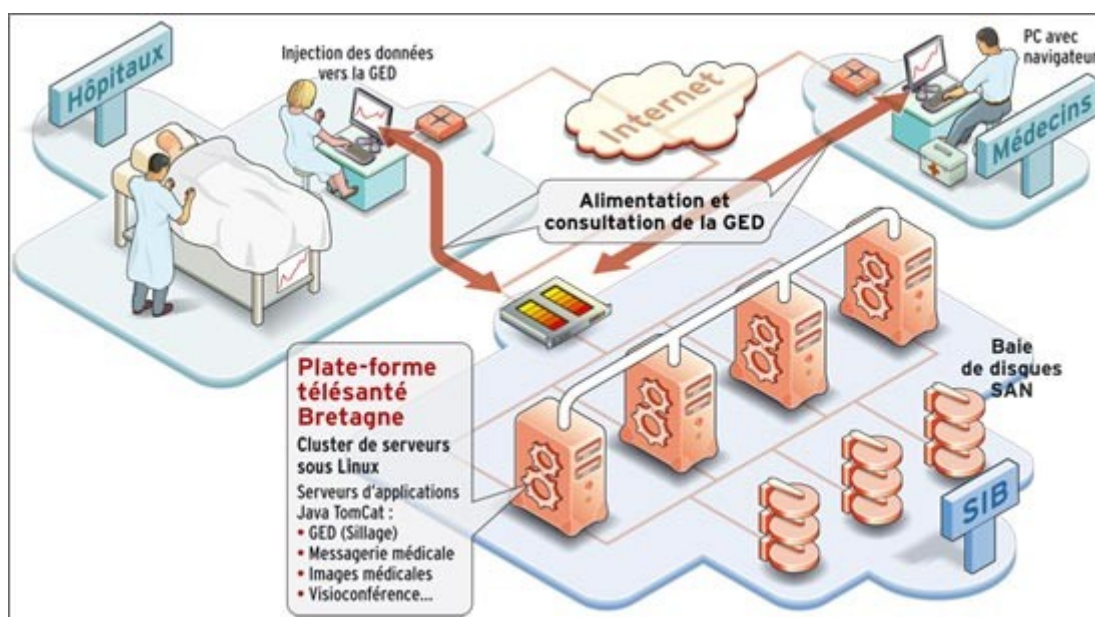 Hôpitaux
Injection des données
vers la GED
Internet
PC avec
navigateur
Médecins
Alimentation et
consultation de la GED
Plate-forme
télésanté
Bretagne
Cluster de serveurs
sous Linux
Serveurs d'applications
Java TomCat :
• GED (Sillage)
• Messagerie médicale
• Images médicales
• Visioconférence...
Baie
de disques
SAN
SIB